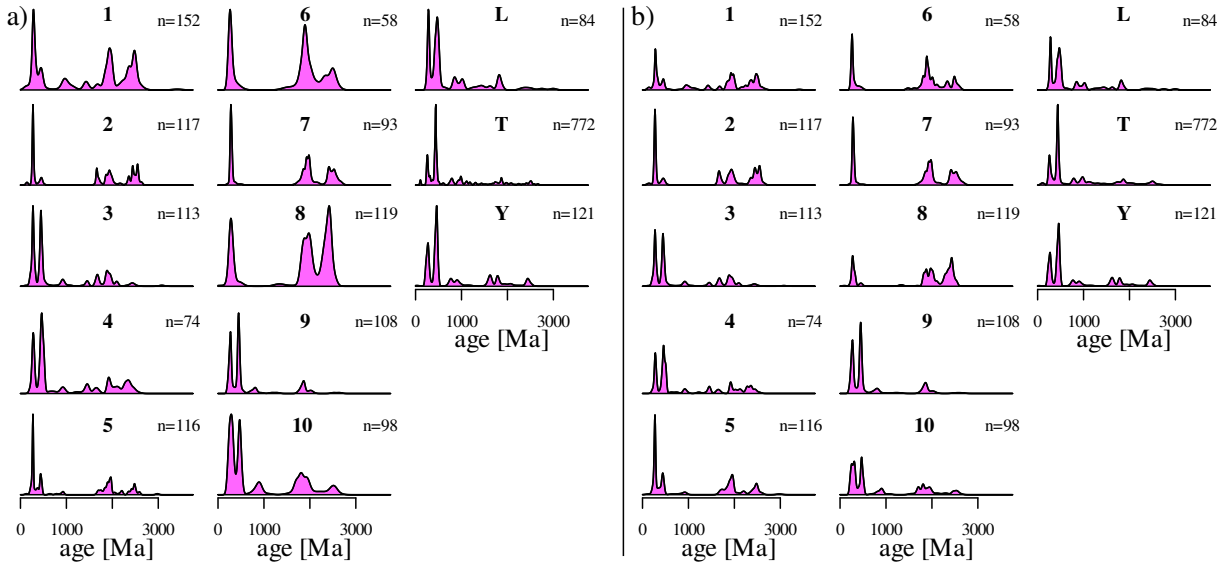 a) 1 n=152 6 n=58 L n=84
2 n=117 7 n=93 T n=772
3 n=113 8 n=119 Y n=121
0 1000 3000
age [Ma]
4 n=74 9 n=108
5 n=116 10 n=98
0 1000 3000 0 1000 3000
age [Ma] age [Ma]
b) 1 n=152 6 n=58 L n=84
2 n=117 7 n=93 T n=772
3 n=113 8 n=119 Y n=121
0 1000 3000
age [Ma]
4 n=74 9 n=108
5 n=116 10 n=98
0 1000 3000 0 1000 3000
age [Ma] age [Ma]